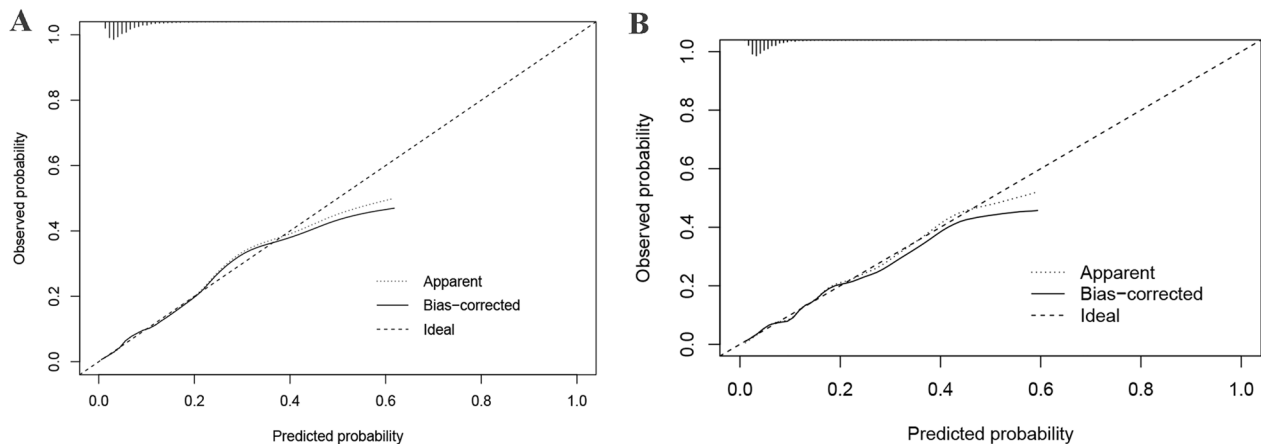 A
Observed probability
1.0
0.8
0.6
0.4
0.2
0.0
Apparent
Bias-corrected
Ideal
0.0 0.2 0.4 0.6 0.8 1.0
Predicted probability
B
Observed probability
1.0
0.8
0.6
0.4
0.2
0.0
Apparent
Bias-corrected
Ideal
0.0 0.2 0.4 0.6 0.8 1.0
Predicted probability